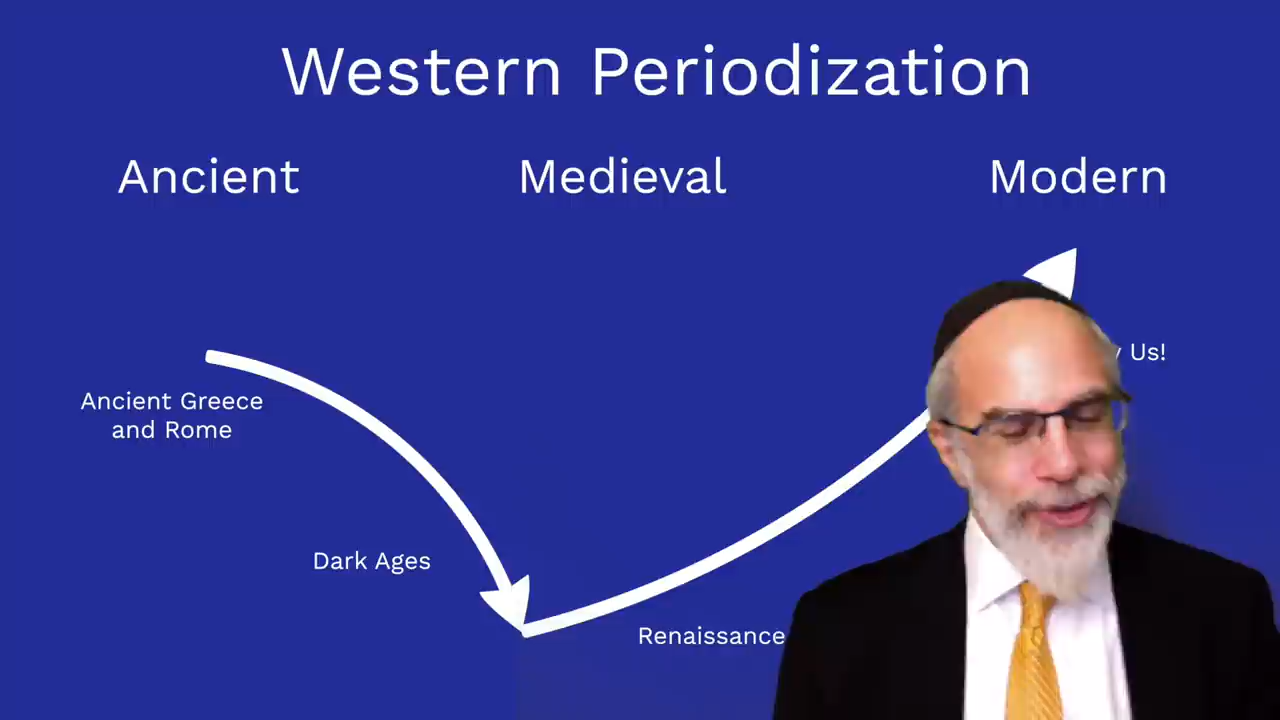 Western Periodization
Ancient
Medieval
Modern
Us!
Ancient Greece
and Rome
Dark Ages
Renaissance